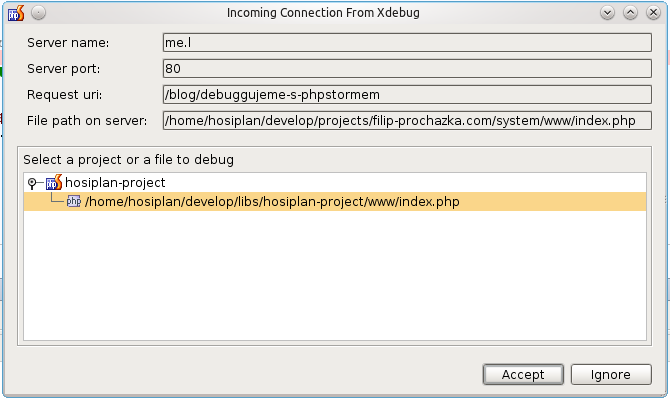 Incoming Connection From Xdebug
Server name: me.l
Server port: 80
Request uri: /blog/debuggujeme-s-phpstormem
File path on server: /home/hosiplan/develop/projects/filip-prochazka.com/system/www/index.php
Select a project or a file to debug
hosiplan-project
php /home/hosiplan/develop/libs/hosiplan-project/www/index.php
Accept Ignore